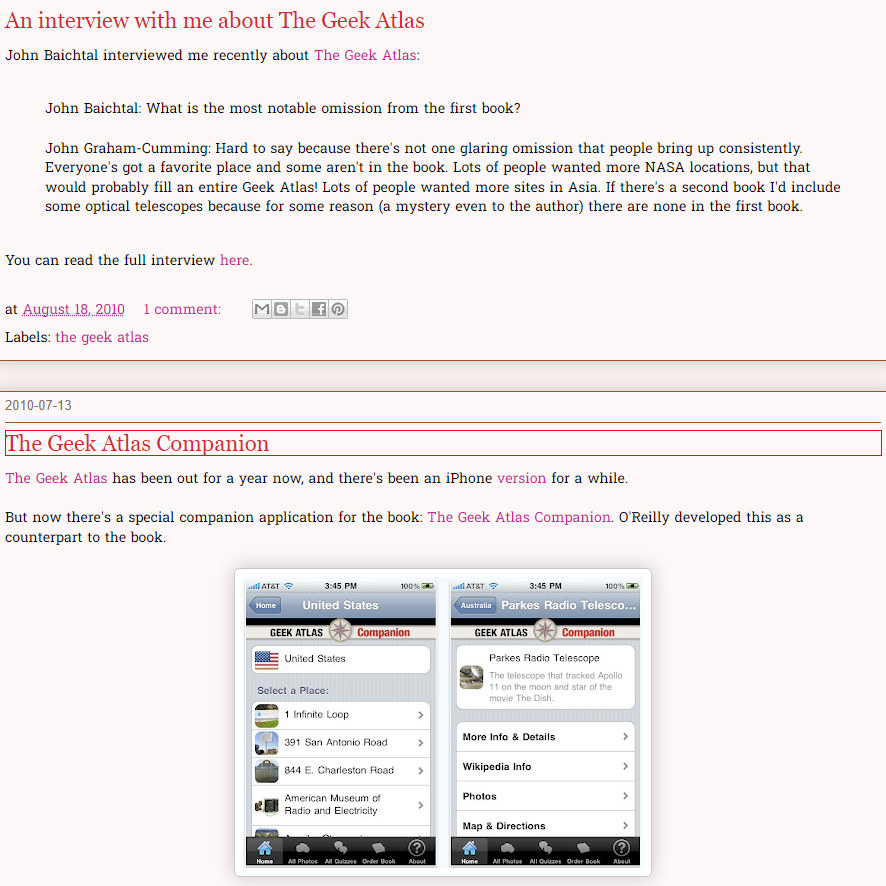 An interview with me about The Geek Atlas
John Baichtal interviewed me recently about The Geek Atlas:
John Baichtal: What is the most notable omission from the first book?
John Graham-Cumming: Hard to say because there's not one glaring omission that people bring up consistently.
Everyone's got a favorite place and some aren't in the book. Lots of people wanted more NASA locations, but that
would probably fill an entire Geek Atlas! Lots of people wanted more sites in Asia. If there's a second book I'd include
some optical telescopes because for some reason (a mystery even to the author) there are none in the first book.
You can read the full interview here.
at August 18, 2010 1 comment:
Labels: the geek atlas
2010-07-13
The Geek Atlas Companion
The Geek Atlas has been out for a year now, and there's been an iPhone version for a while.
But now there's a special companion application for the book: The Geek Atlas Companion. O'Reilly developed this as a
counterpart to the book.
AT&T 3:45 PM 100%
Home United States
GEEK ATLAS Companion
United States
Select a Place:
1 Infinite Loop
391 San Antonio Road
844 E. Charleston Road
American Museum of
Radio and Electricity
Home All Photos All Quizzes Order Book About
AT&T 3:45 PM 100%
Australia Parkes Radio Telesco...
GEEK ATLAS Companion
Parkes Radio Telescope
The telescope that tracked Apollo
11 on the moon and star of the
movie The Dish.
More Info & Details
Wikipedia Info
Photos
Map & Directions
Home All Photos All Quizzes Order Book About